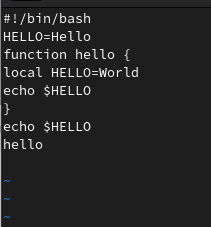 #!/bin/bash
HELLO=Hello
function hello {
local HELLO=World
echo $HELLO
}
echo $HELLO
hello
~
~
~